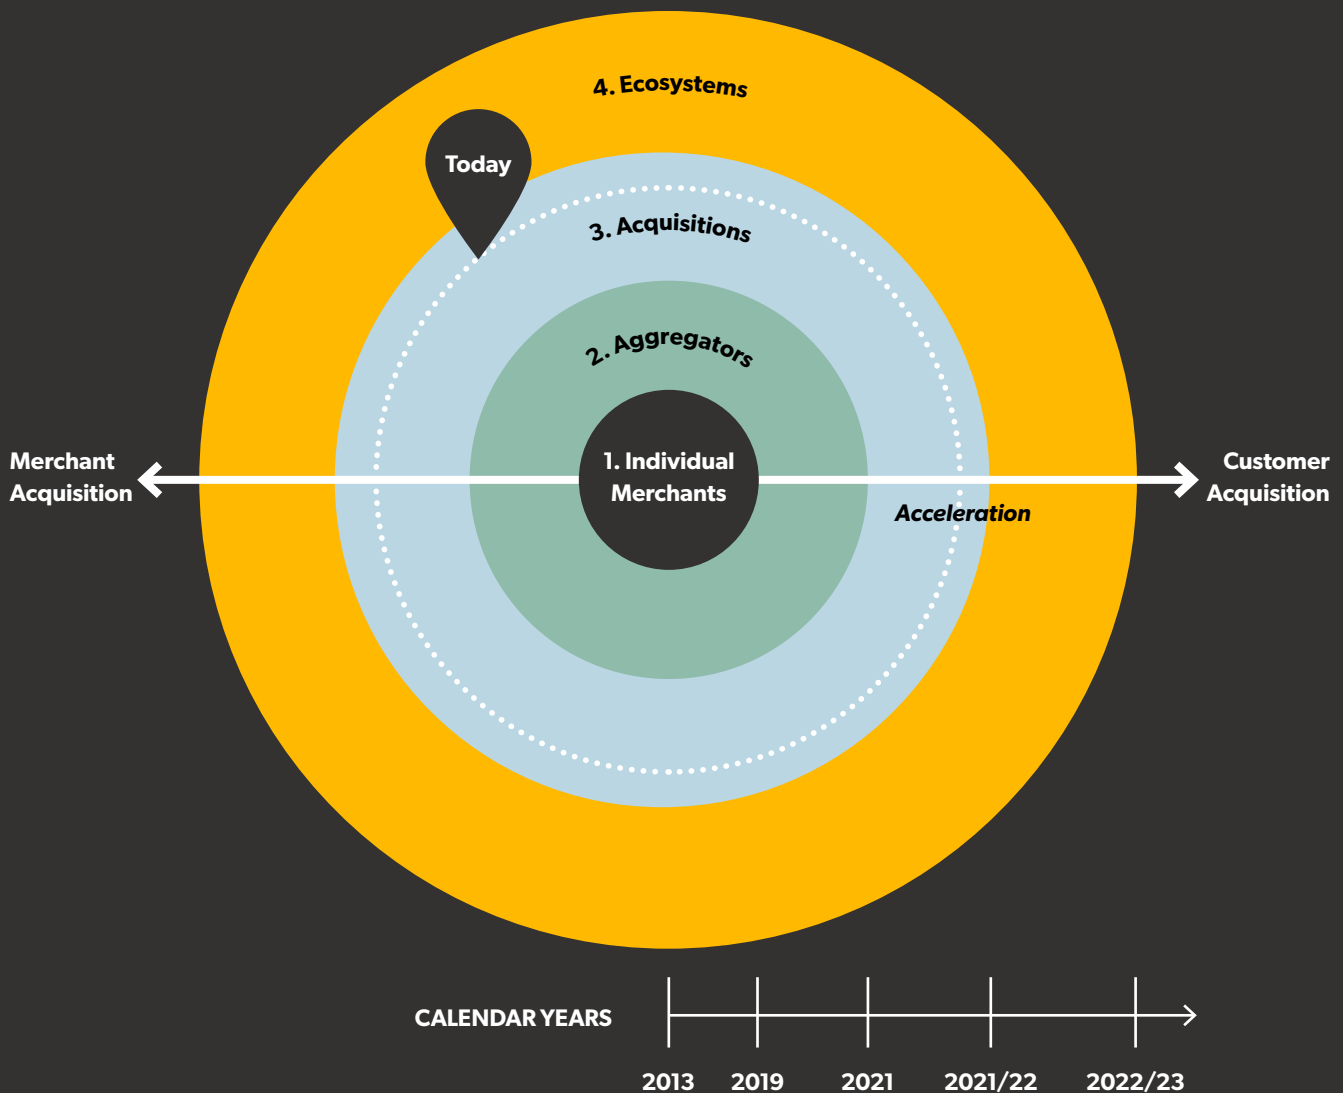 4. Ecosystems
Today
3. Acquisitions
2. Aggregators
Merchant
Acquisition
1. Individual
Merchants
Customer
Acquisition
Acceleration
CALENDAR YEARS
2013 2019 2021 2021/22 2022/23